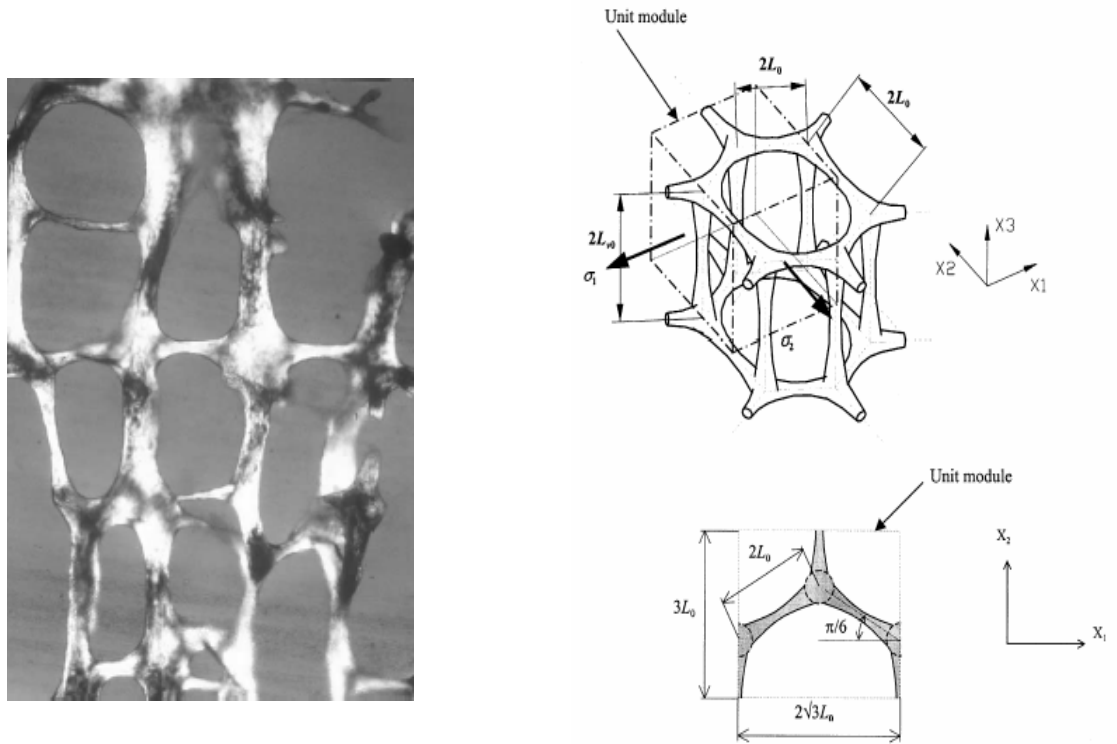 Unit module
2L₀
2L₀
2Lᵥ₀
σ₁
σ₂
X3
X2
X1
Unit module
2L₀
3L₀
π/6
2√3L₀
X₂
X₁